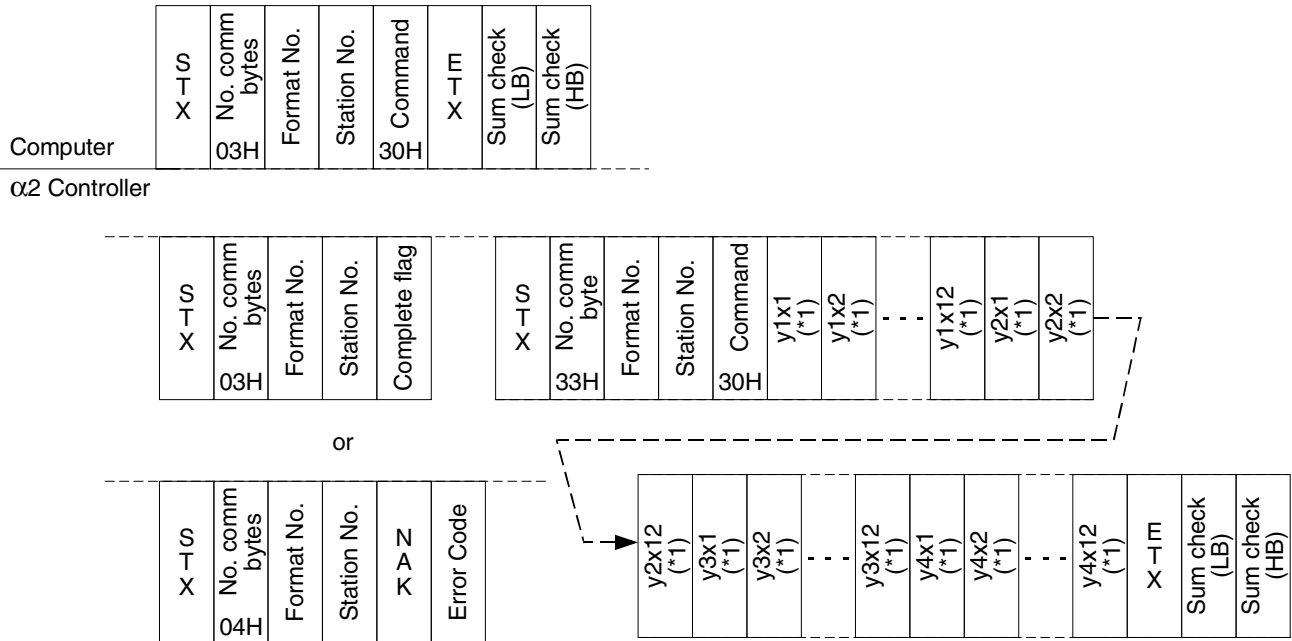 STX
No. comm bytes
03H
Format No.
Station No.
Command
30H
ETX
Sum check (LB)
Sum check (HB)
Computer
α2 Controller
STX
No. comm bytes
03H
Format No.
Station No.
Complete flag
STX
No. comm byte
33H
Format No.
Station No.
Command
30H
y1x1 (*1)
y1x2 (*1)
y1x12 (*1)
y2x1 (*1)
y2x2 (*1)
or
STX
No. comm bytes
04H
Format No.
Station No.
NAK
Error Code
y2x12 (*1)
y3x1 (*1)
y3x2 (*1)
y3x12 (*1)
y4x1 (*1)
y4x2 (*1)
y4x12 (*1)
ETX
Sum check (LB)
Sum check (HB)